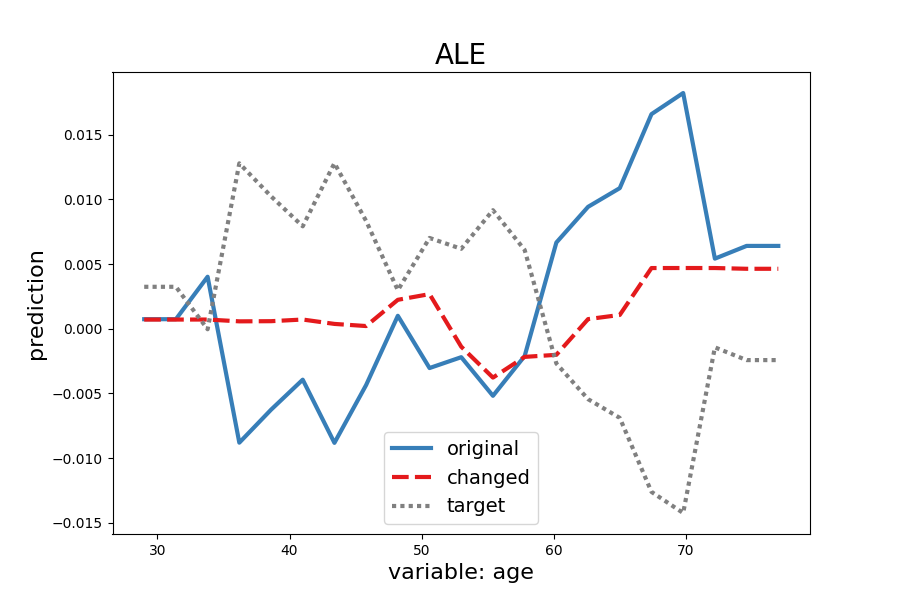 ALE
prediction
0.015
0.010
0.005
0.000
−0.005
−0.010
−0.015
original
changed
target
30 40 50 60 70
variable: age